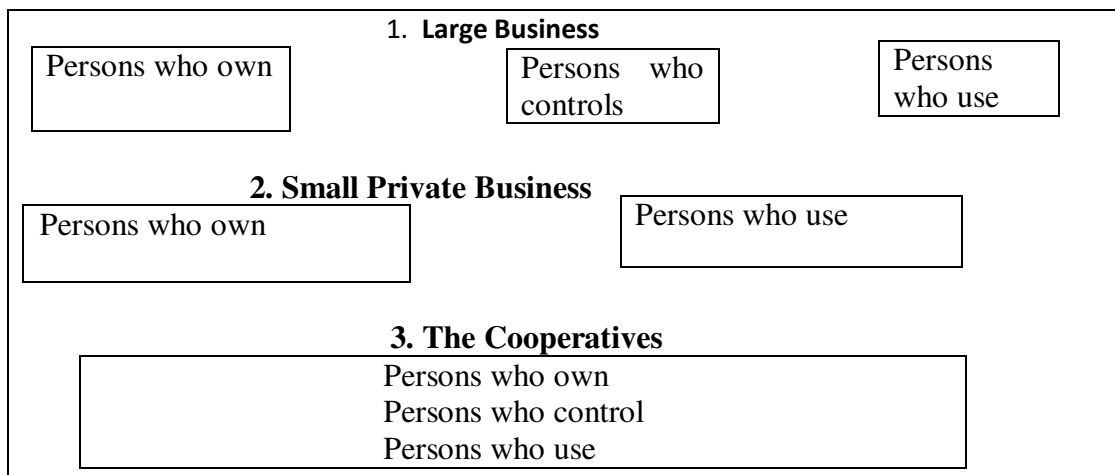 1. Large Business
Persons who own
Persons who controls
Persons who use
2. Small Private Business
Persons who own
Persons who use
3. The Cooperatives
Persons who own
Persons who control
Persons who use